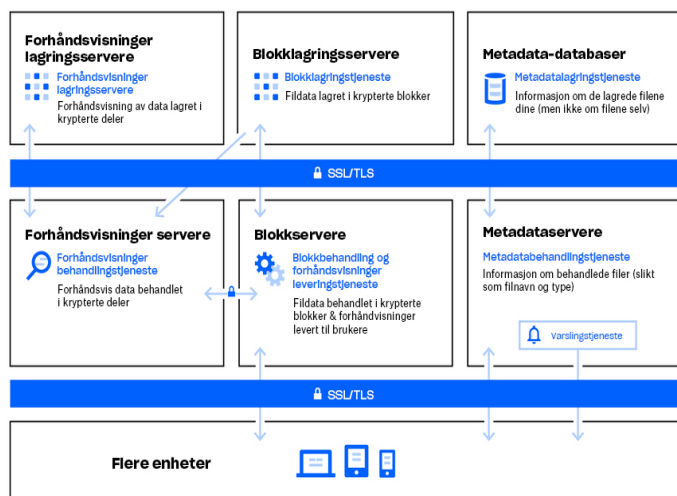 Forhåndsvisninger
lagringsservere
Forhåndsvisninger
lagringsservere
Forhåndsvisning av data lagret i
krypterte deler
Blokklagringsservere
Blokklagringstjeneste
Fildata lagret i krypterte blokker
Metadata-databaser
Metadatalagringstjeneste
Informasjon om de lagrede filene
dine (men ikke om filene selv)
SSL/TLS
Forhåndsvisninger servere
Forhåndsvisninger
behandlingstjeneste
Forhåndsvis data behandlet
i krypterte deler
Blokkservere
Blokkbehandling og
forhåndsvisninger
leveringstjeneste
Fildata behandlet i krypterte
blokker & forhåndvisninger
levert til brukere
Metadataservere
Metadatabehandlingstjeneste
Informasjon om behandlede filer (slikt
som filnavn og type)
Varslingstjeneste
SSL/TLS
Flere enheter